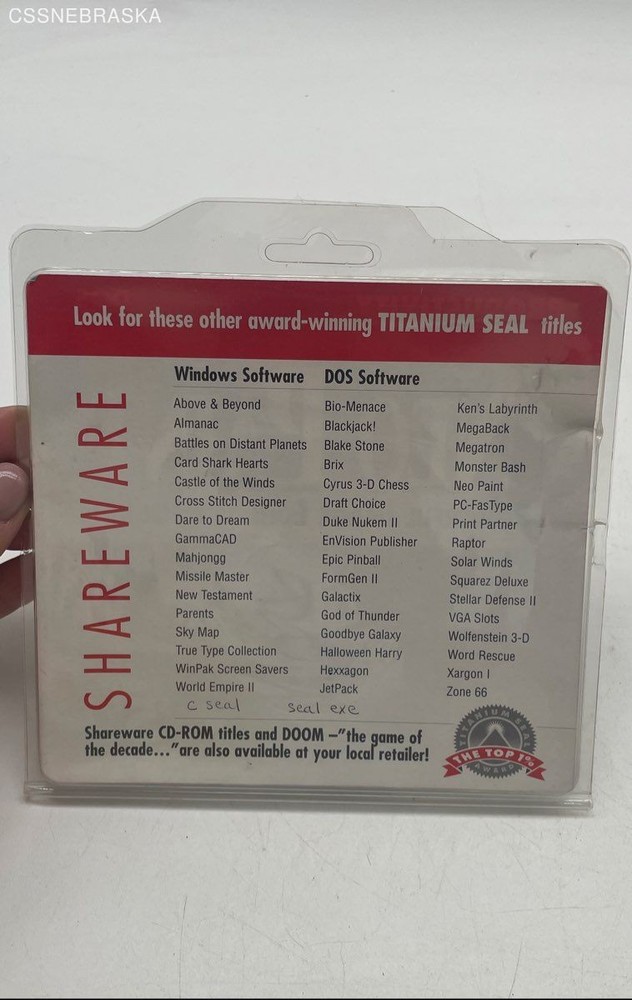 CSSNEBRASKA
Look for these other award-winning TITANIUM SEAL titles
SHAREWARE
Windows Software
Above & Beyond
Almanac
Battles on Distant Planets
Card Shark Hearts
Castle of the Winds
Cross Stitch Designer
Dare to Dream
GammaCAD
Mahjongg
Missile Master
New Testament
Parents
Sky Map
True Type Collection
WinPak Screen Savers
World Empire II
DOS Software
Bio-Menace
Blackjack!
Blake Stone
Brix
Cyrus 3-D Chess
Draft Choice
Duke Nukem II
EnVision Publisher
Epic Pinball
FormGen II
Galactix
God of Thunder
Goodbye Galaxy
Halloween Harry
Hexxagon
JetPack
Ken's Labyrinth
MegaBack
Megatron
Monster Bash
Neo Paint
PC-FasType
Print Partner
Raptor
Solar Winds
Squarez Deluxe
Stellar Defense II
VGA Slots
Wolfenstein 3-D
Word Rescue
Xargon I
Zone 66
c seal seal exe
Shareware CD-ROM titles and DOOM –"the game of
the decade..."are also available at your local retailer!
TITANIUM SEAL
THE TOP 1%
AWARD